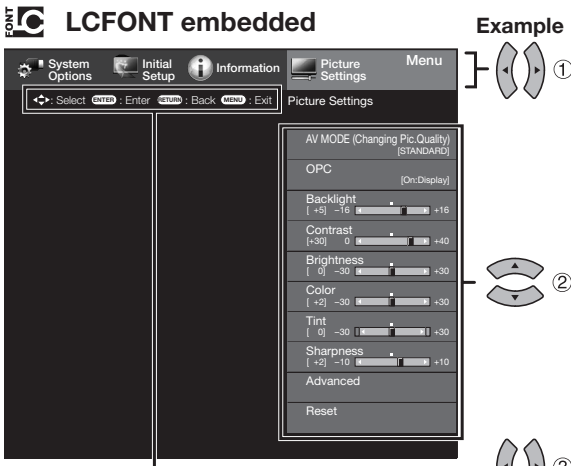 FONT LC LCFONT embedded
Example
System Options
Initial Setup
Information
Picture Settings
Menu
①
: Select ENTER : Enter RETURN : Back MENU : Exit
Picture Settings
AV MODE (Changing Pic.Quality)
[STANDARD]
OPC
[On:Display]
Backlight
[ +5] −16 +16
Contrast
[+30] 0 +40
Brightness
[ 0] −30 +30
Color
[ +2] −30 +30
Tint
[ 0] −30 +30
Sharpness
[ +2] −10 +10
②
Advanced
Reset